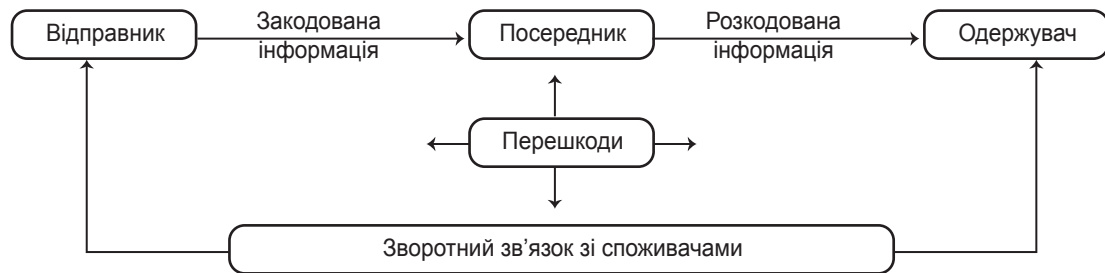 Відправник
Закодована
інформація
Посередник
Розкодована
інформація
Одержувач
Перешкоди
Зворотний зв'язок зі споживачами